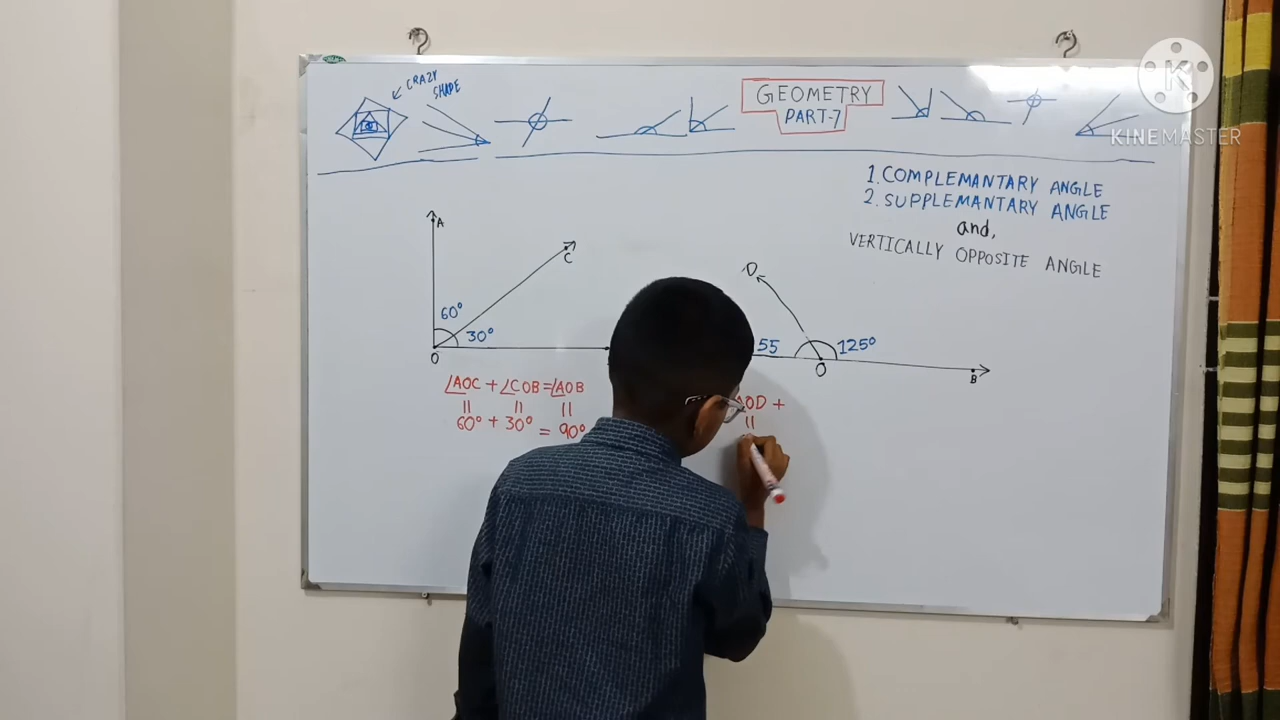 CRAZY
SHAPE
GEOMETRY
PART-7
KINEMASTER
1. COMPLEMANTARY ANGLE
2. SUPPLEMANTARY ANGLE
and,
VERTICALLY OPPOSITE ANGLE
A
C
60°
30°
O
D
55
125°
O
B
∠AOC + ∠COB = ∠AOB
60° + 30° = 90°
OD +